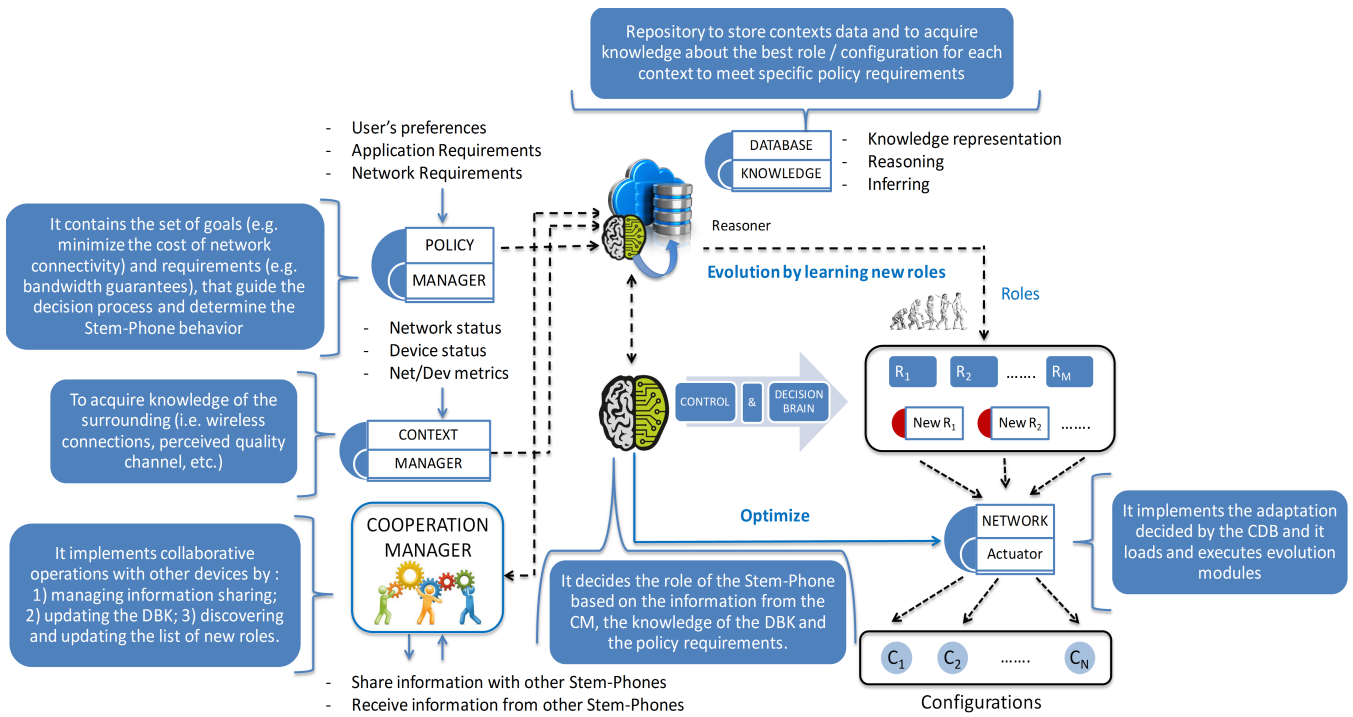 Repository to store contexts data and to acquire
knowledge about the best role / configuration for each
context to meet specific policy requirements
- User's preferences
- Application Requirements
- Network Requirements
DATABASE
KNOWLEDGE
- Knowledge representation
- Reasoning
- Inferring
It contains the set of goals (e.g.
minimize the cost of network
connectivity) and requirements (e.g.
bandwidth guarantees), that guide the
decision process and determine the
Stem-Phone behavior
POLICY
MANAGER
Reasoner
Evolution by learning new roles
Roles
- Network status
- Device status
- Net/Dev metrics
R1
R2
.......
RM
New R1
New R2
.......
CONTROL
&
DECISION
BRAIN
To acquire knowledge of the
surrounding (i.e. wireless
connections, perceived quality
channel, etc.)
CONTEXT
MANAGER
COOPERATION
MANAGER
It implements collaborative
operations with other devices by :
1) managing information sharing;
2) updating the DBK; 3) discovering
and updating the list of new roles.
Optimize
NETWORK
Actuator
It implements the adaptation
decided by the CDB and it
loads and executes evolution
modules
It decides the role of the Stem-Phone
based on the information from the
CM, the knowledge of the DBK and
the policy requirements.
C1
C2
.......
CN
Configurations
- Share information with other Stem-Phones
- Receive information from other Stem-Phones